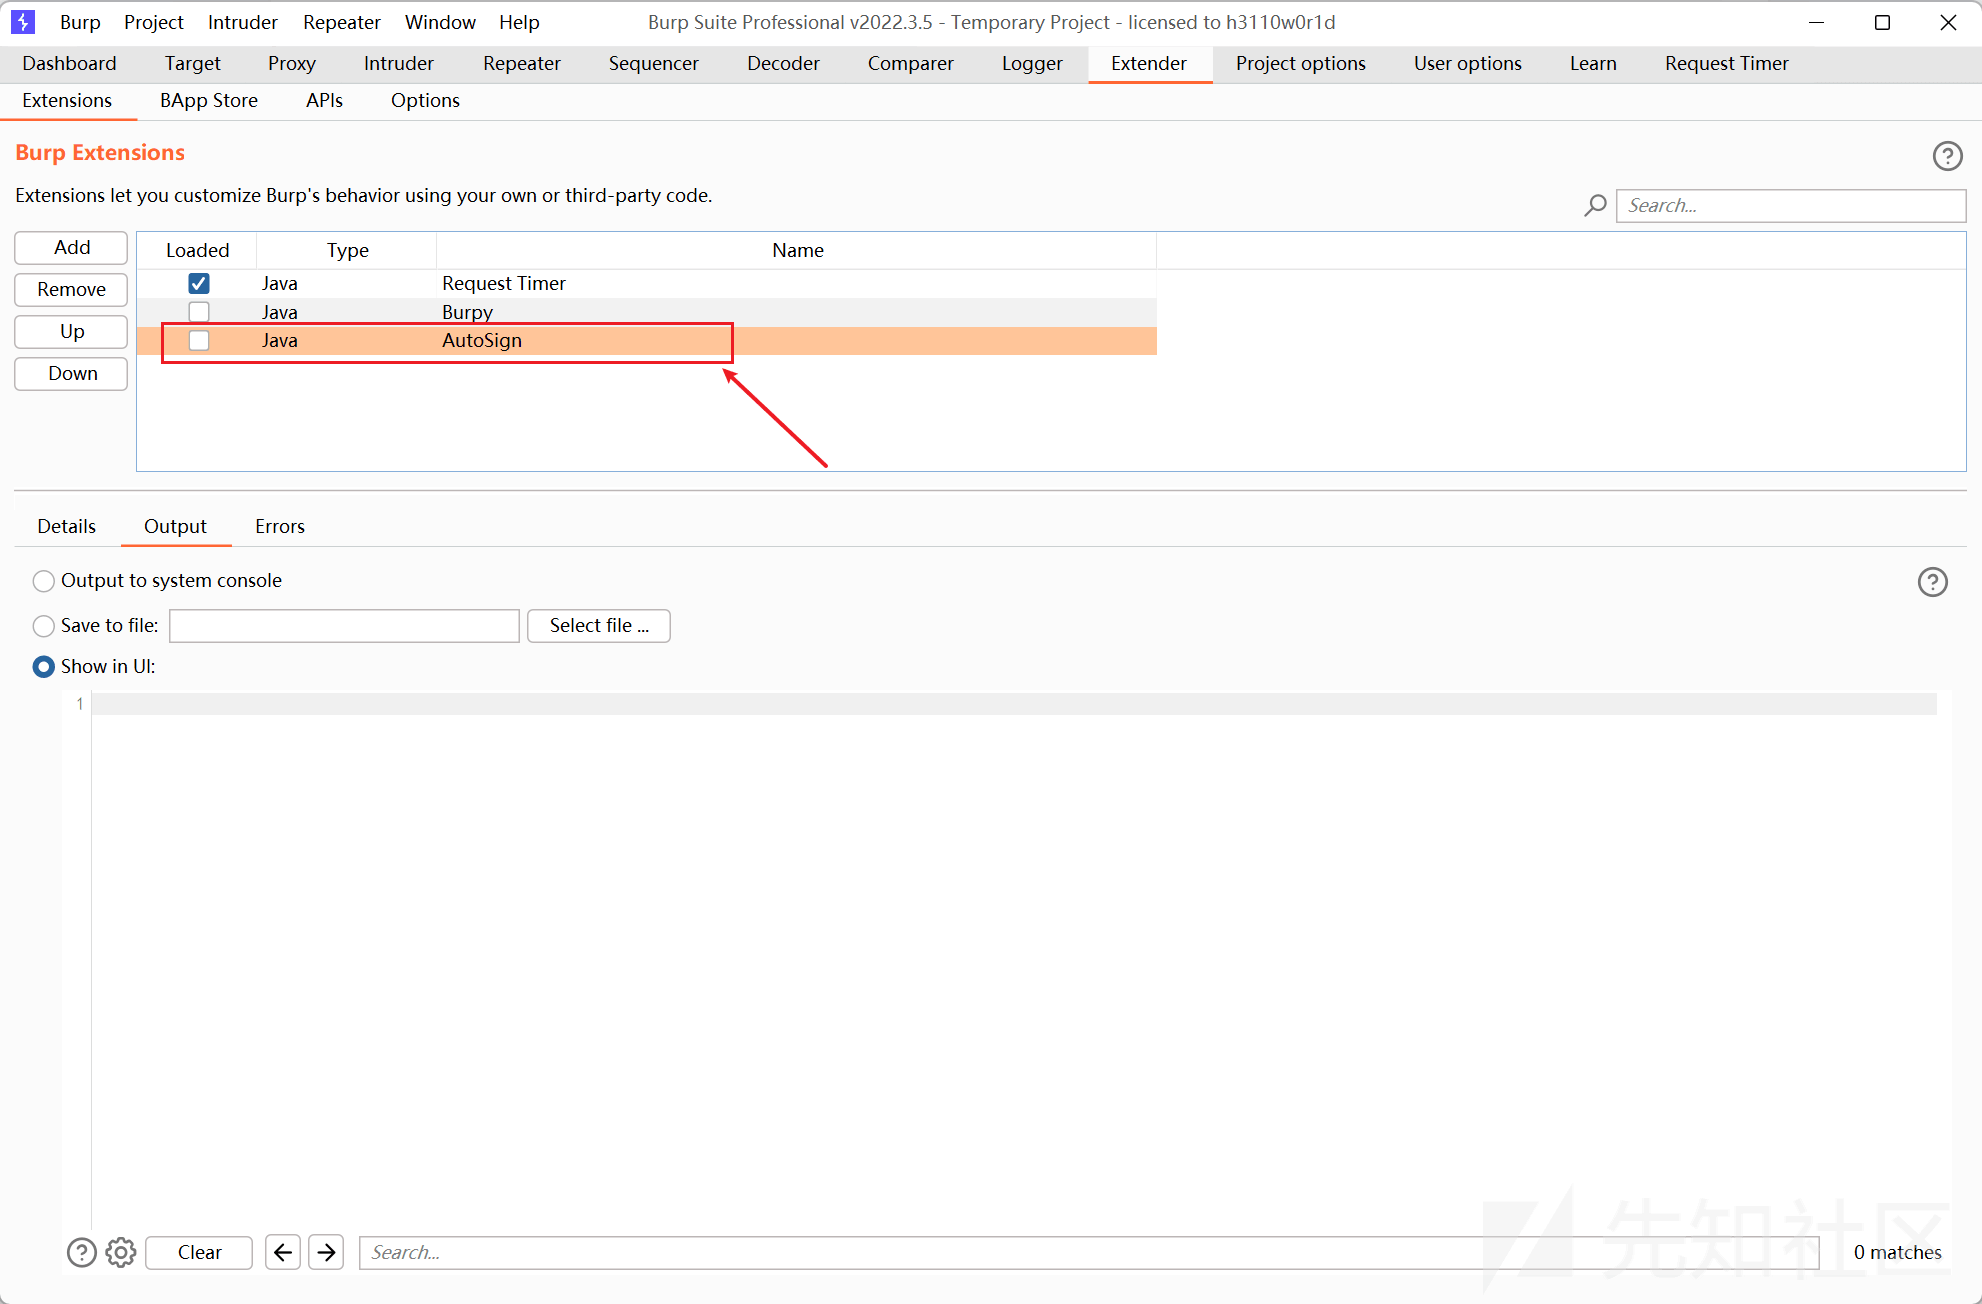 Burp Project Intruder Repeater Window Help Burp Suite Professional v2022.3.5 - Temporary Project - licensed to h3110w0r1d
Dashboard Target Proxy Intruder Repeater Sequencer Decoder Comparer Logger Extender Project options User options Learn Request Timer
Extensions BApp Store APIs Options
Burp Extensions
Extensions let you customize Burp's behavior using your own or third-party code.
Search...
Add
Remove
Up
Down
Loaded Type Name
Java Request Timer
Java Burpy
Java AutoSign
Details Output Errors
Output to system console
Save to file: Select file ...
Show in UI:
1
Clear Search... 0 matches
先知社区